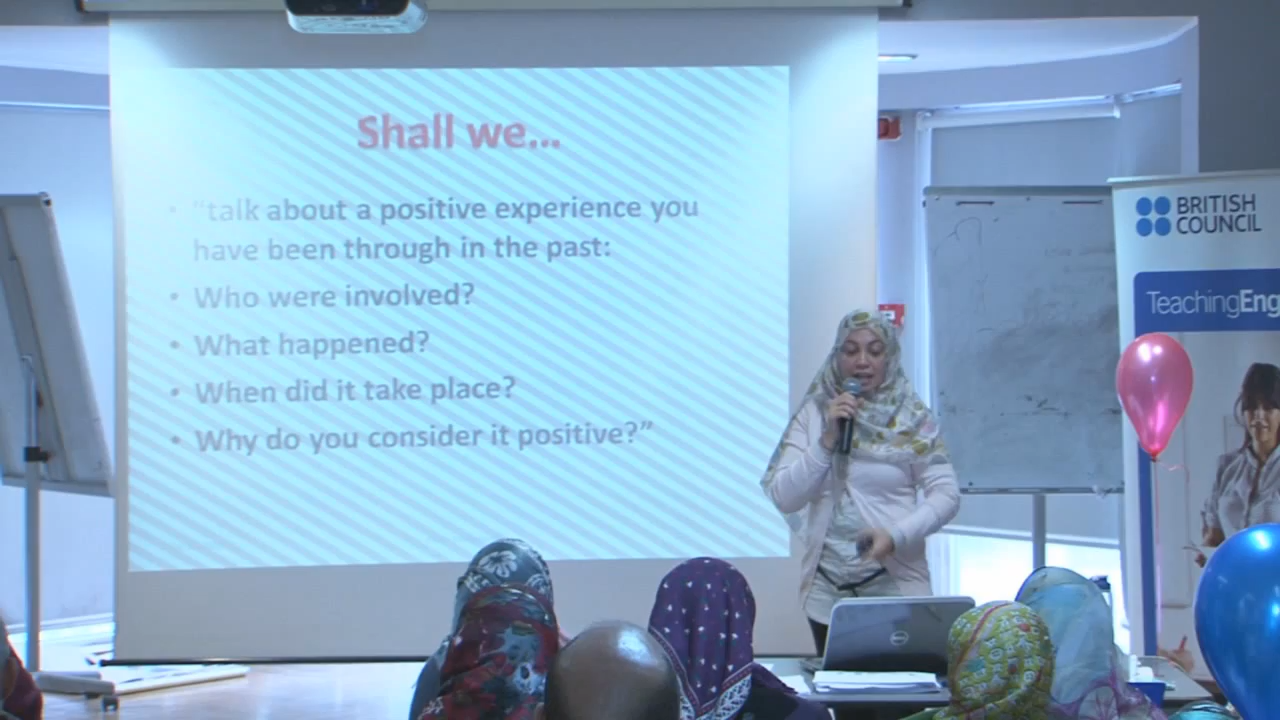 Shall we...
• "talk about a positive experience you
have been through in the past:
• Who were involved?
• What happened?
• When did it take place?
• Why do you consider it positive?"
BRITISH
COUNCIL
TeachingEng
DELL